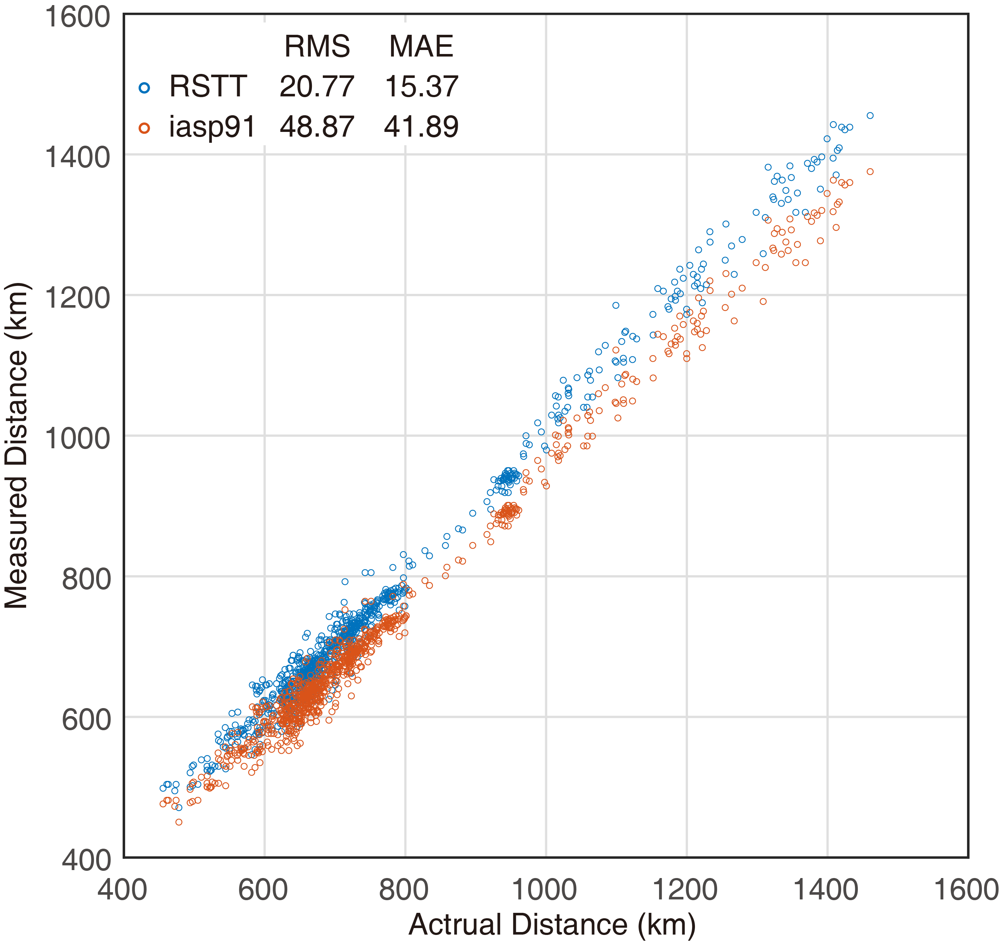 1600
1400
1200
1000
800
600
400
Measured Distance (km)
RMS MAE
RSTT 20.77 15.37
iasp91 48.87 41.89
400 600 800 1000 1200 1400 1600
Actrual Distance (km)